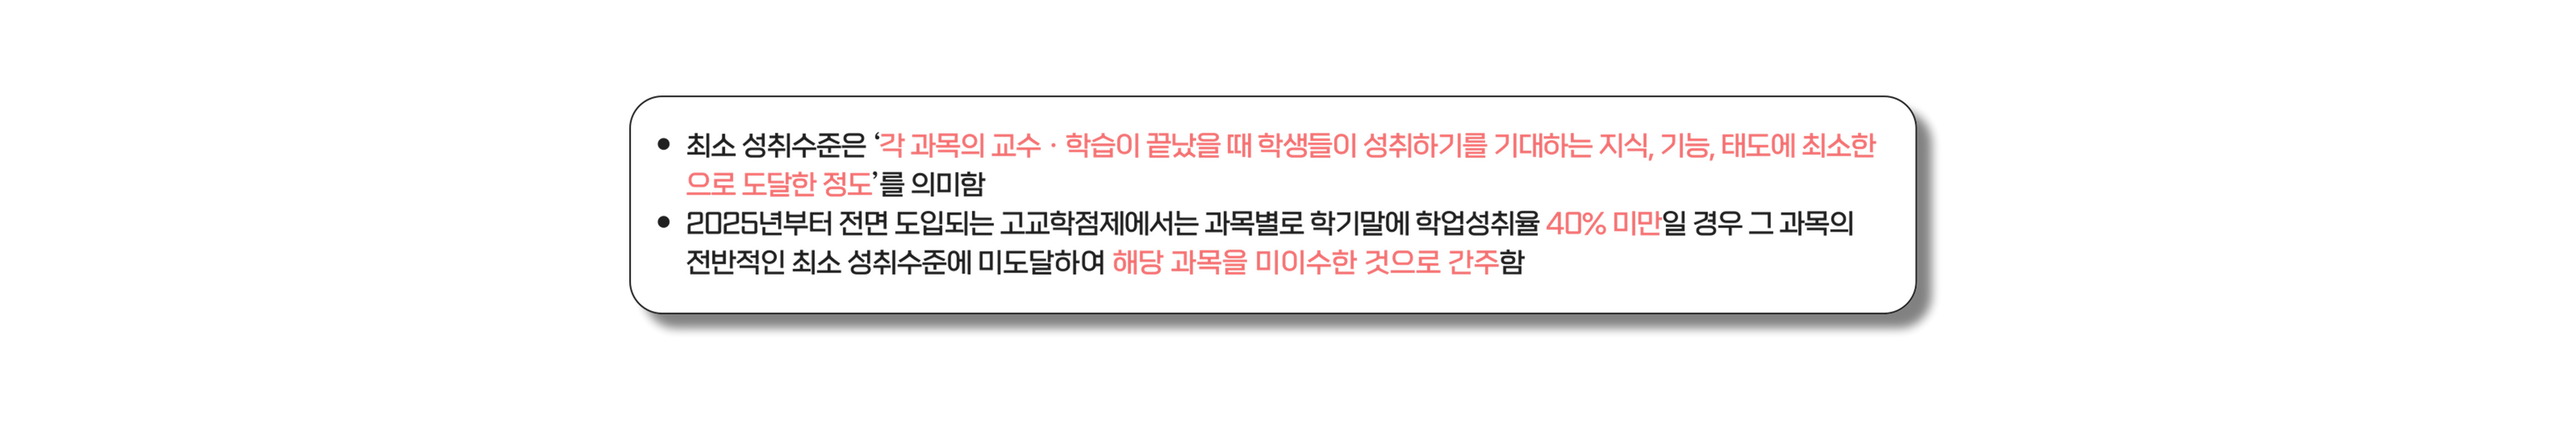 • 최소 성취수준은 ‘각 과목의 교수 · 학습이 끝났을 때 학생들이 성취하기를 기대하는 지식, 기능, 태도에 최소한
으로 도달한 정도’를 의미함
• 2025년부터 전면 도입되는 고교학점제에서는 과목별로 학기말에 학업성취율 40% 미만일 경우 그 과목의
전반적인 최소 성취수준에 미도달하여 해당 과목을 미이수한 것으로 간주함